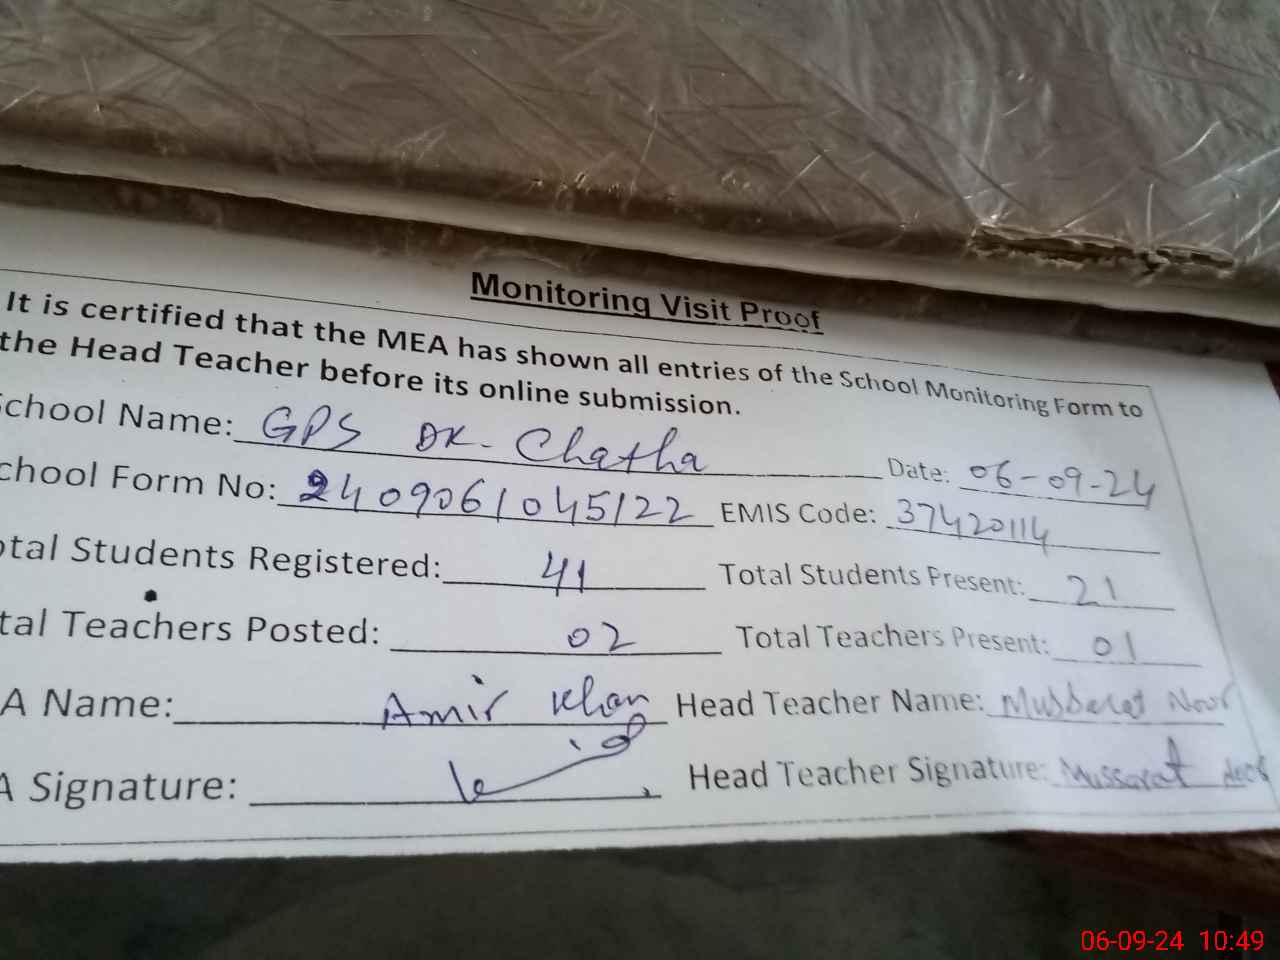 Monitoring Visit Proof
It is certified that the MEA has shown all entries of the School Monitoring Form to
the Head Teacher before its online submission.
School Name: GPS DK- Chatha Date: 06-09-24
chool Form No: 2409061045122 EMIS Code: 37420114
otal Students Registered: 41 Total Students Present: 21
tal Teachers Posted: 02 Total Teachers Present: 01
A Name: Amir Khan Head Teacher Name: Mussarat Noor
A Signature: Head Teacher Signature: Mussarat
06-09-24 10:49